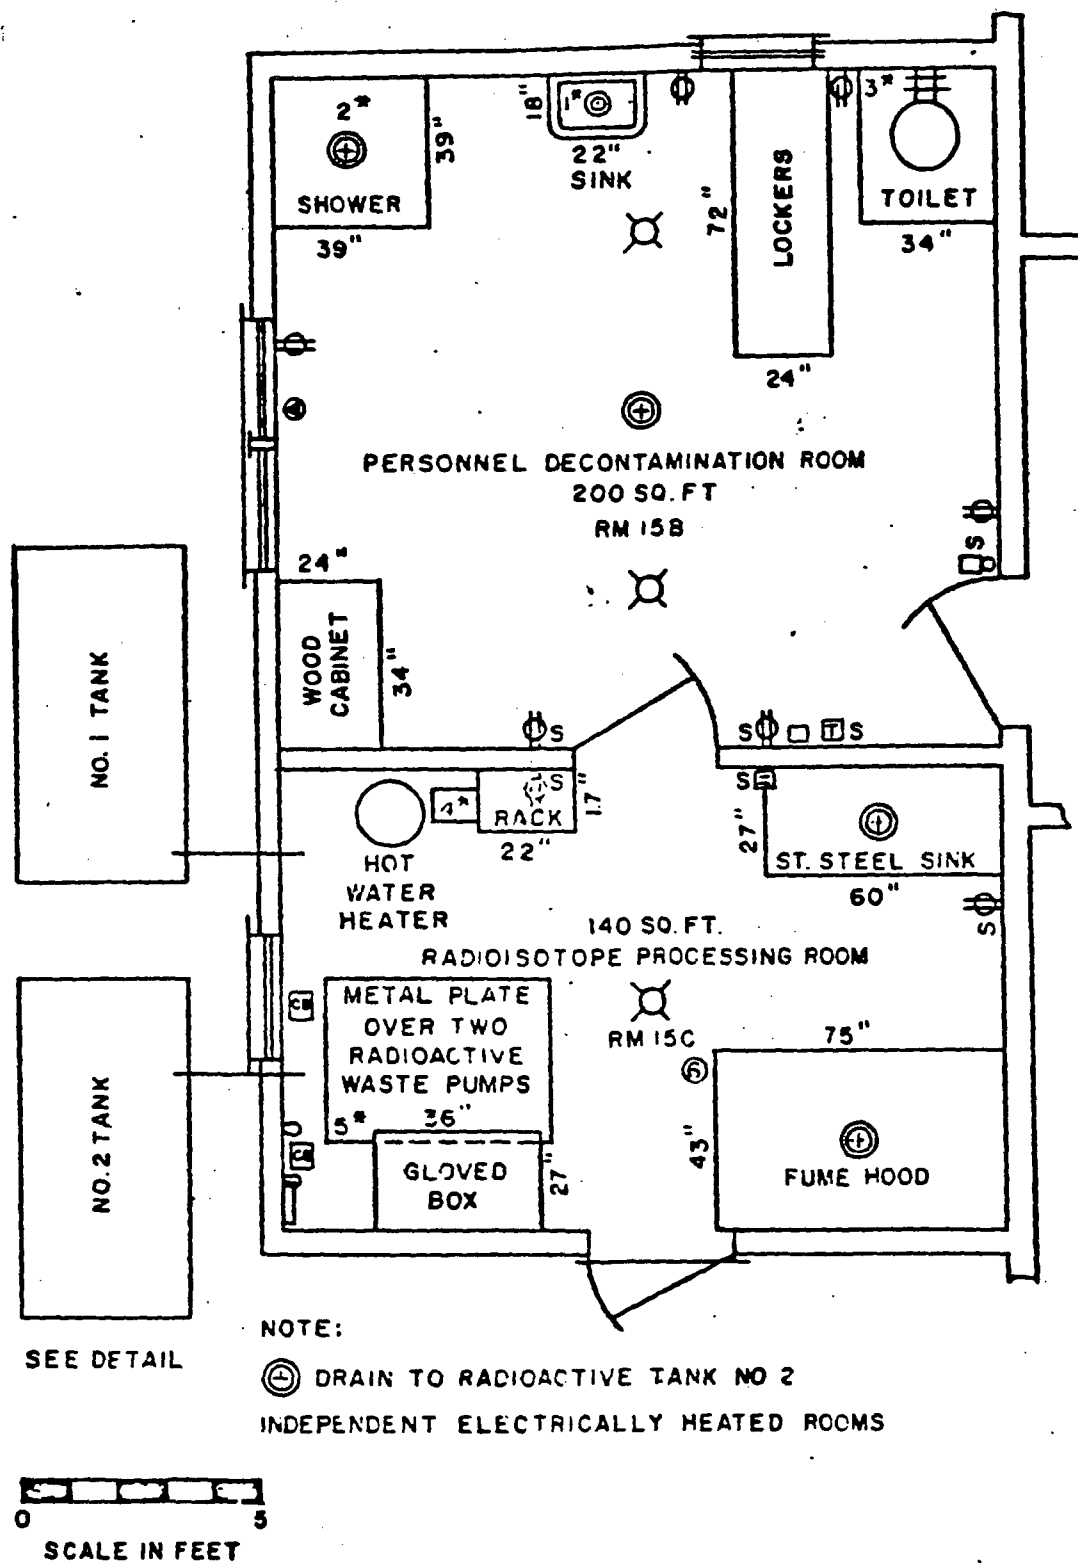 2*
39"
SHOWER
39"
18"
1*
22"
SINK
72"
LOCKERS
24"
3*
TOILET
34"
PERSONNEL DECONTAMINATION ROOM
200 SQ. FT
RM 15B
S
24"
WOOD
CABINET
34"
NO. 1 TANK
S
S
T S
4*
S
RACK
17"
22"
HOT
WATER
HEATER
S
27"
ST. STEEL SINK
60"
S
140 SQ. FT.
RADIOISOTOPE PROCESSING ROOM
RM 15C
METAL PLATE
OVER TWO
RADIOACTIVE
WASTE PUMPS
5*
36"
GLOVED
BOX
27"
75"
43"
FUME HOOD
NO. 2 TANK
SEE DETAIL
NOTE:
DRAIN TO RADIOACTIVE TANK NO 2
INDEPENDENT ELECTRICALLY HEATED ROOMS
0 5
SCALE IN FEET